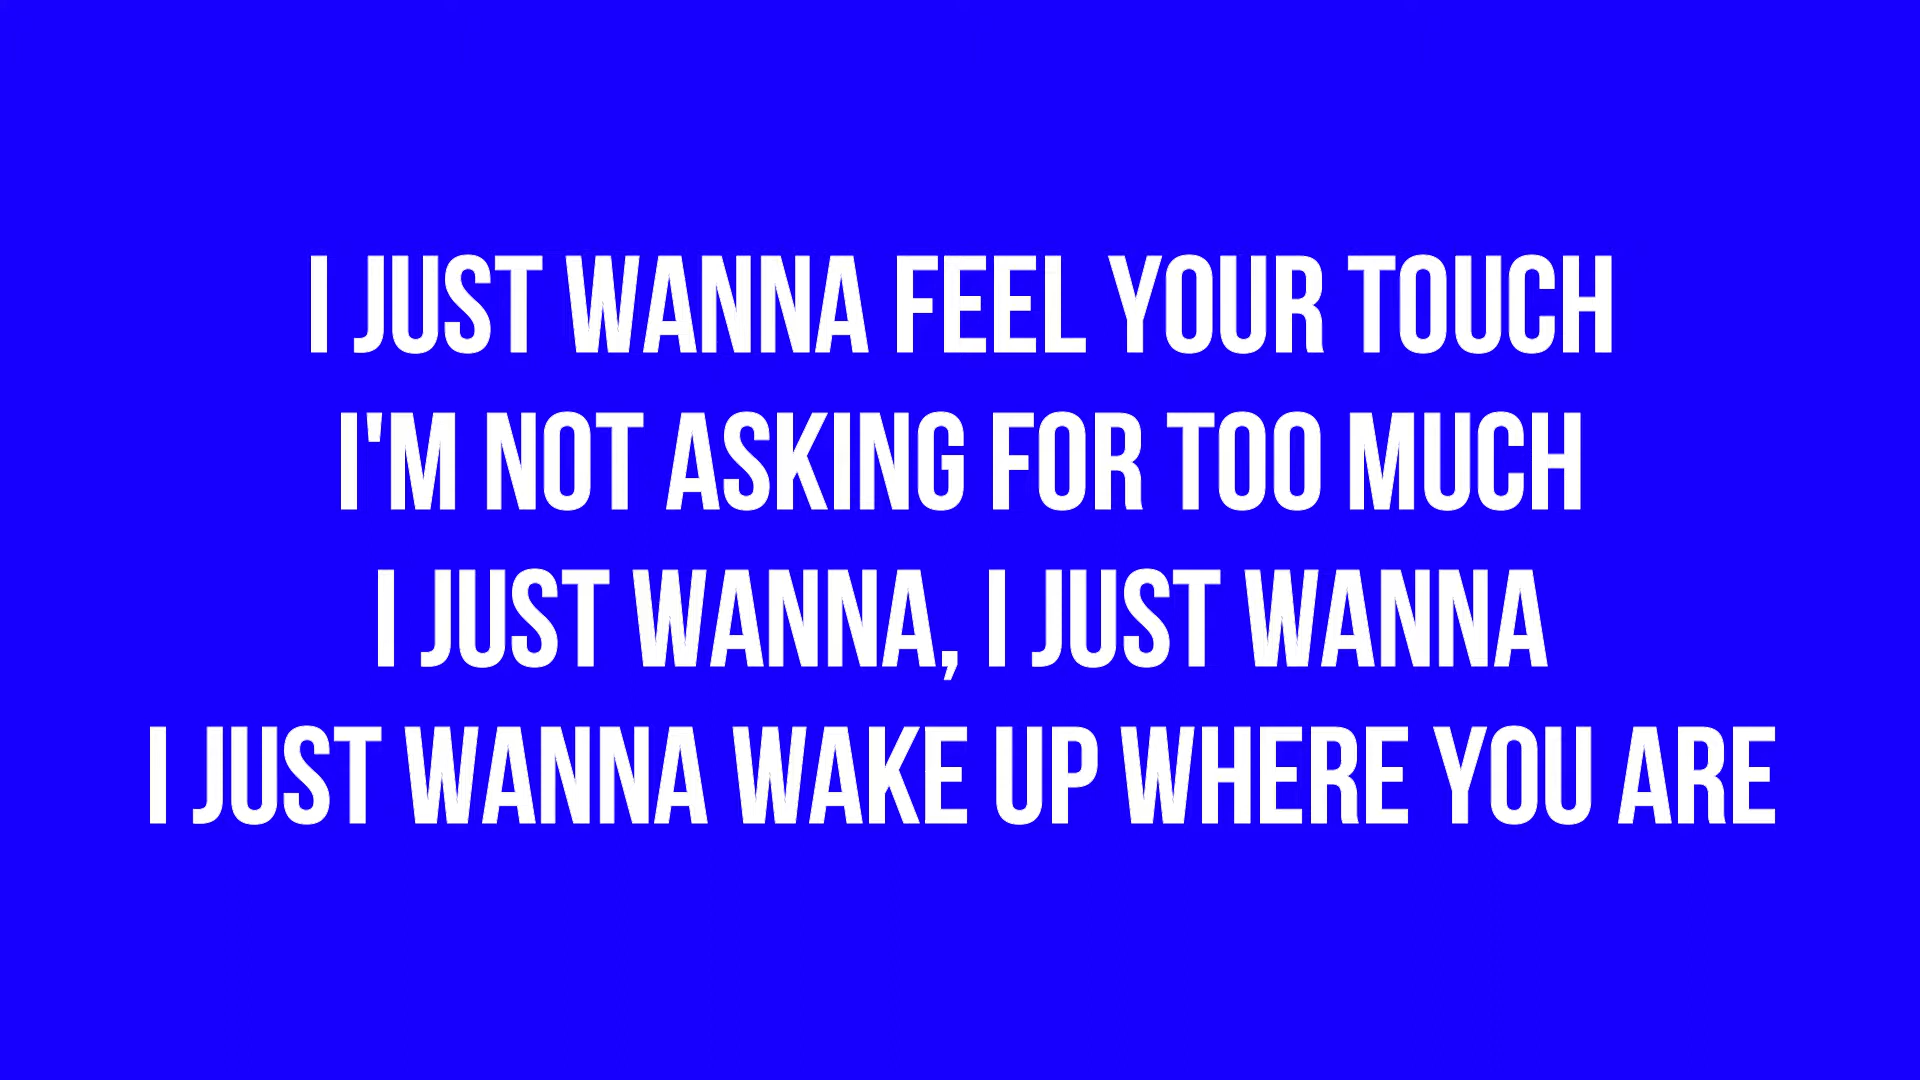 I JUST WANNA FEEL YOUR TOUCH
I'M NOT ASKING FOR TOO MUCH
I JUST WANNA, I JUST WANNA
I JUST WANNA WAKE UP WHERE YOU ARE